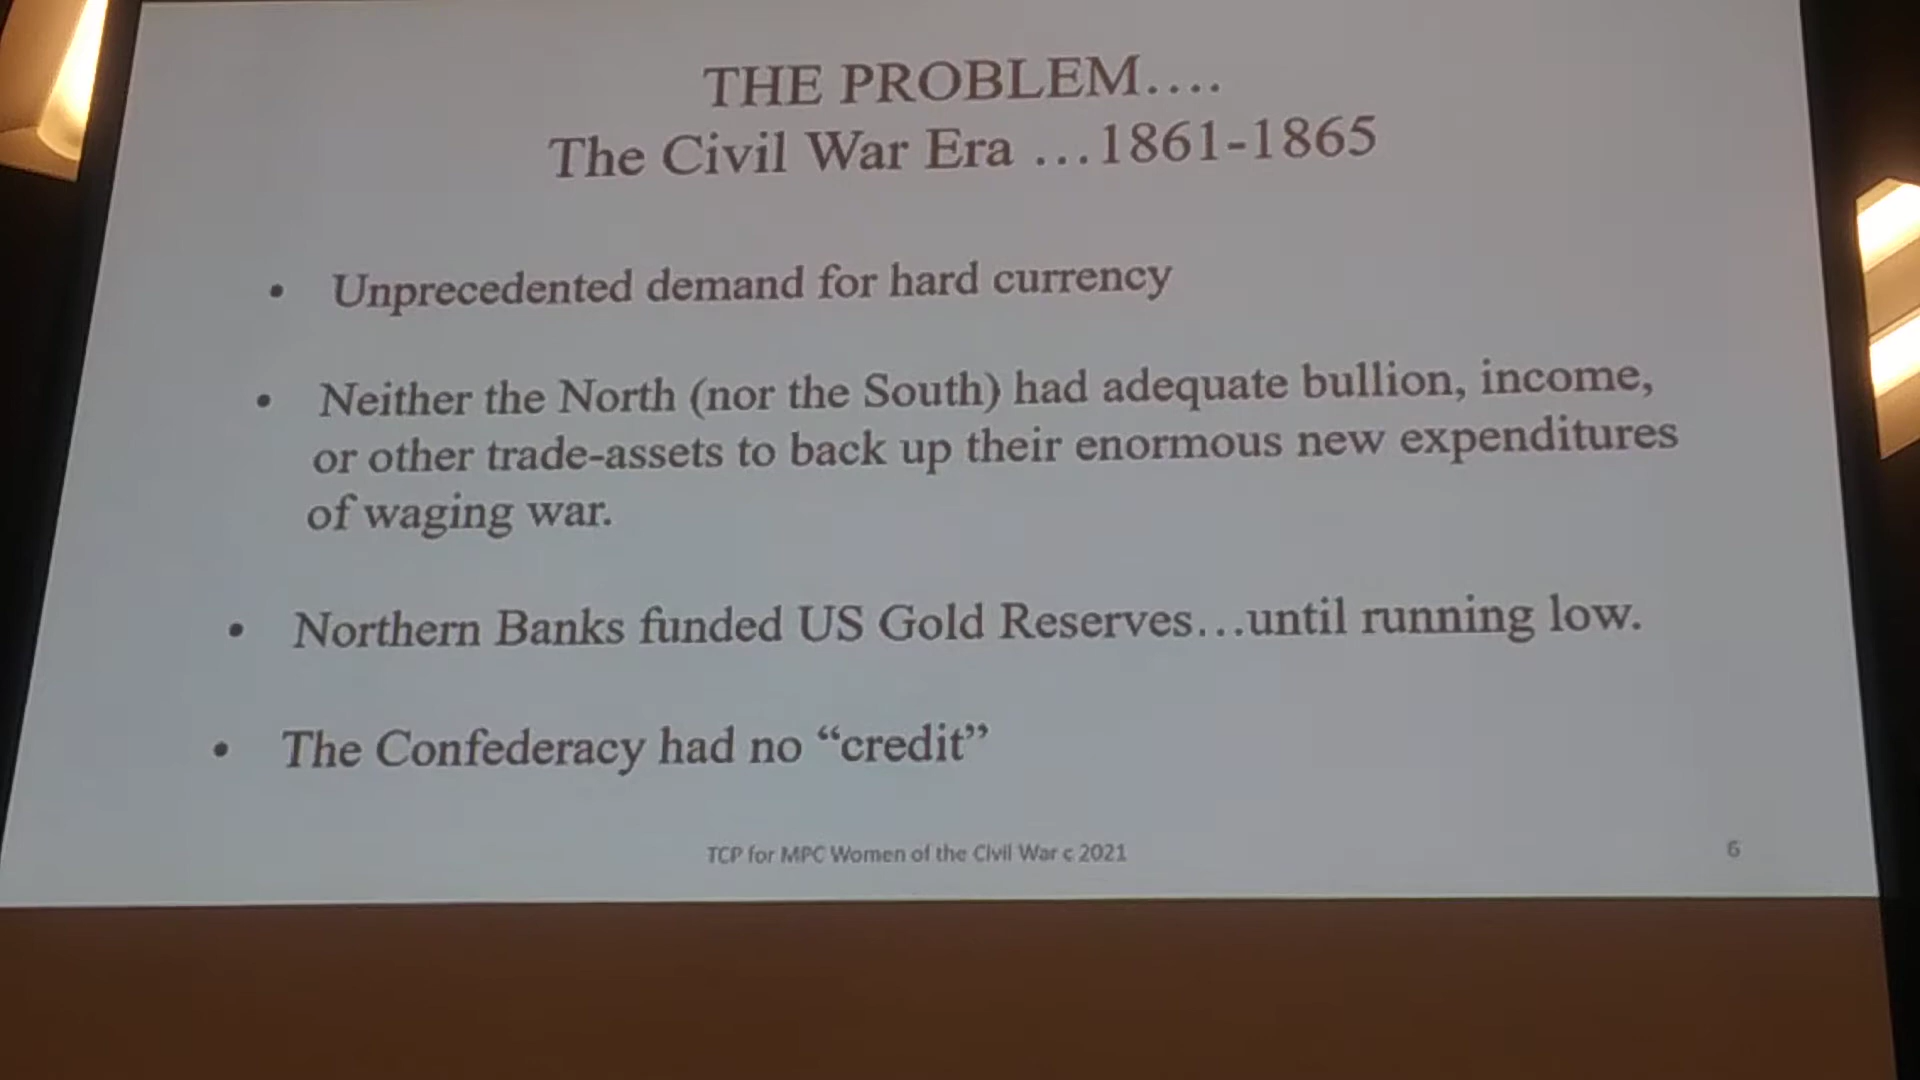 THE PROBLEM....
The Civil War Era ...1861-1865
• Unprecedented demand for hard currency
• Neither the North (nor the South) had adequate bullion, income,
or other trade-assets to back up their enormous new expenditures
of waging war.
• Northern Banks funded US Gold Reserves...until running low.
• The Confederacy had no “credit”
TCP for MPC Women of the Civil War c 2021
6